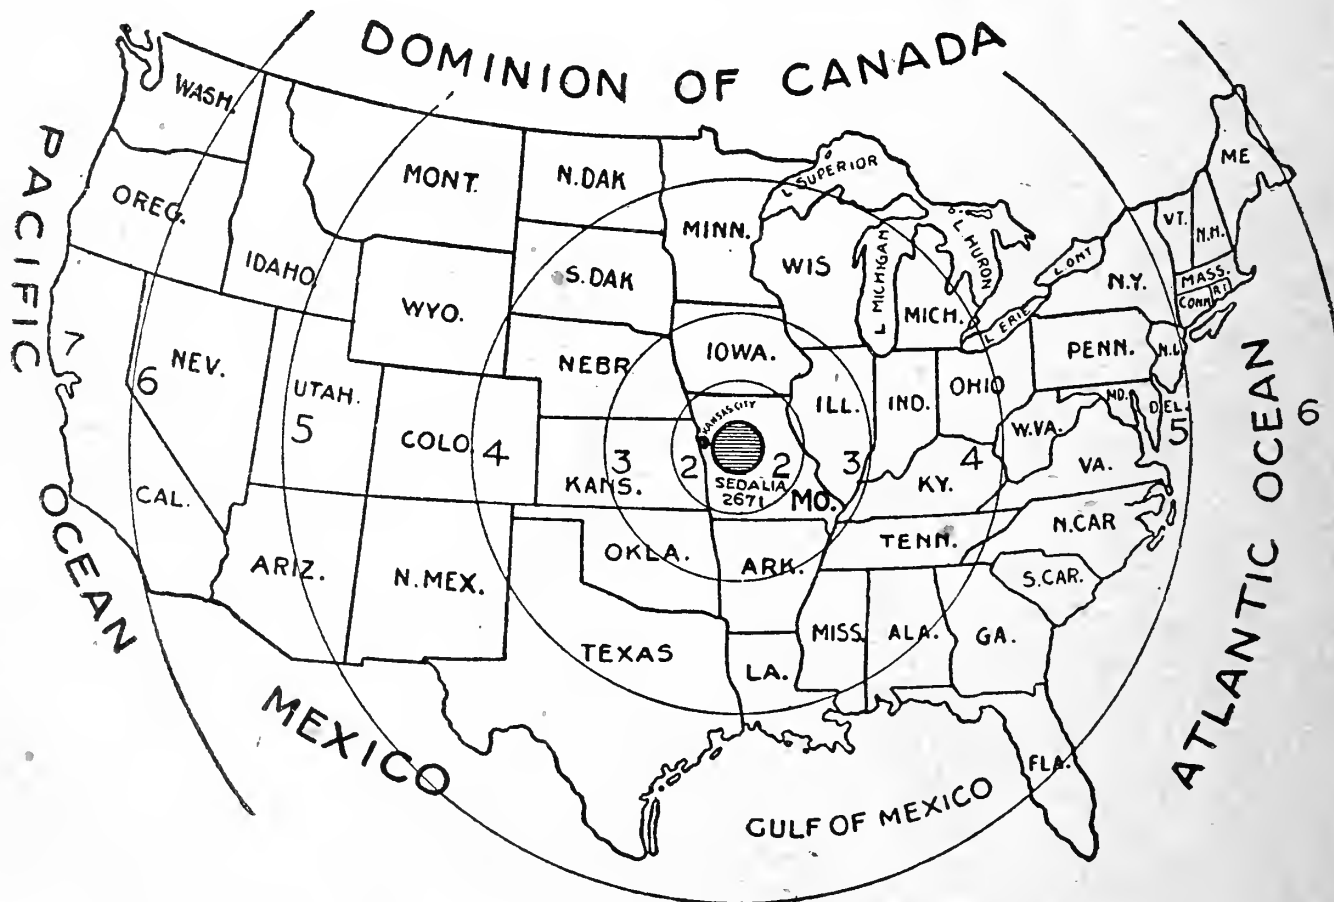 DOMINION OF CANADA
PACIFIC
OCEAN
WASH.
OREG.
IDAHO
MONT.
WYO.
N.DAK
S.DAK
NEBR
MINN.
WIS
L SUPERIOR
L MICHIGAN
L. HURON
MICH.
L. ERIE
L. ONT
N.Y.
VT.
N.H.
ME
MASS.
CONN
R.I
PENN.
N.J.
MD.
DEL.
IOWA.
ILL.
IND.
OHIO
W.VA.
VA.
KY.
NEV.
UTAH.
COLO
KANS.
KANSAS CITY
SEDALIA
2671
MO.
6
5
4
3
2
2
3
4
5
6
7
CAL.
ARIZ.
N.MEX.
OKLA.
ARK.
TENN.
N.CAR
S.CAR.
TEXAS
LA.
MISS.
ALA.
GA.
FLA.
MEXICO
GULF OF MEXICO
ATLANTIC OCEAN